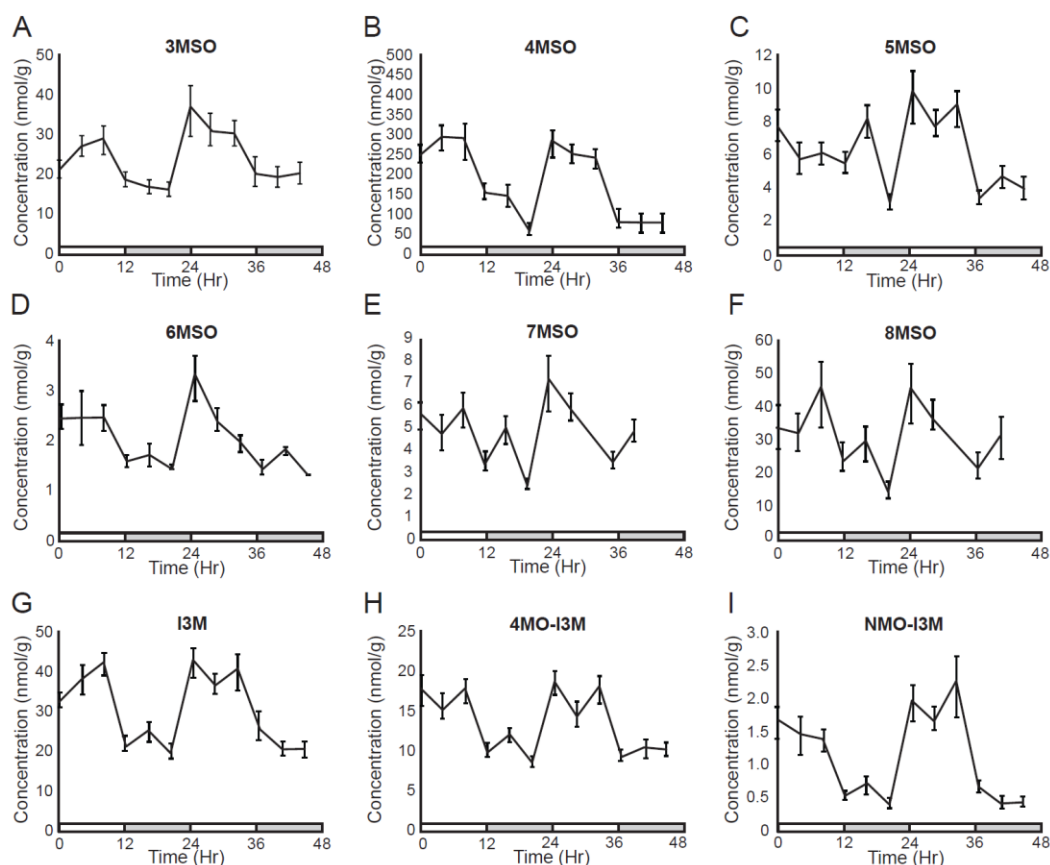 A
3MSO
Concentration (nmol/g)
50
40
30
20
10
0
0 12 24 36 48
Time (Hr)
B
4MSO
Concentration (nmol/g)
500
450
400
350
300
250
200
150
100
50
0
0 12 24 36 48
Time (Hr)
C
5MSO
Concentration (nmol/g)
12
10
8
6
4
2
0
0 12 24 36 48
Time (Hr)
D
6MSO
Concentration (nmol/g)
4
3
2
1
0
0 12 24 36 48
Time (Hr)
E
7MSO
Concentration (nmol/g)
9
8
7
6
5
4
3
2
1
0
0 12 24 36 48
Time (Hr)
F
8MSO
Concentration (nmol/g)
60
50
40
30
20
10
0
0 12 24 36 48
Time (Hr)
G
I3M
Concentration (nmol/g)
50
40
30
20
10
0
0 12 24 36 48
Time (Hr)
H
4MO-I3M
Concentration (nmol/g)
25
20
15
10
5
0
0 12 24 36 48
Time (Hr)
I
NMO-I3M
Concentration (nmol/g)
3.0
2.5
2.0
1.5
1.0
0.5
0
0 12 24 36 48
Time (Hr)